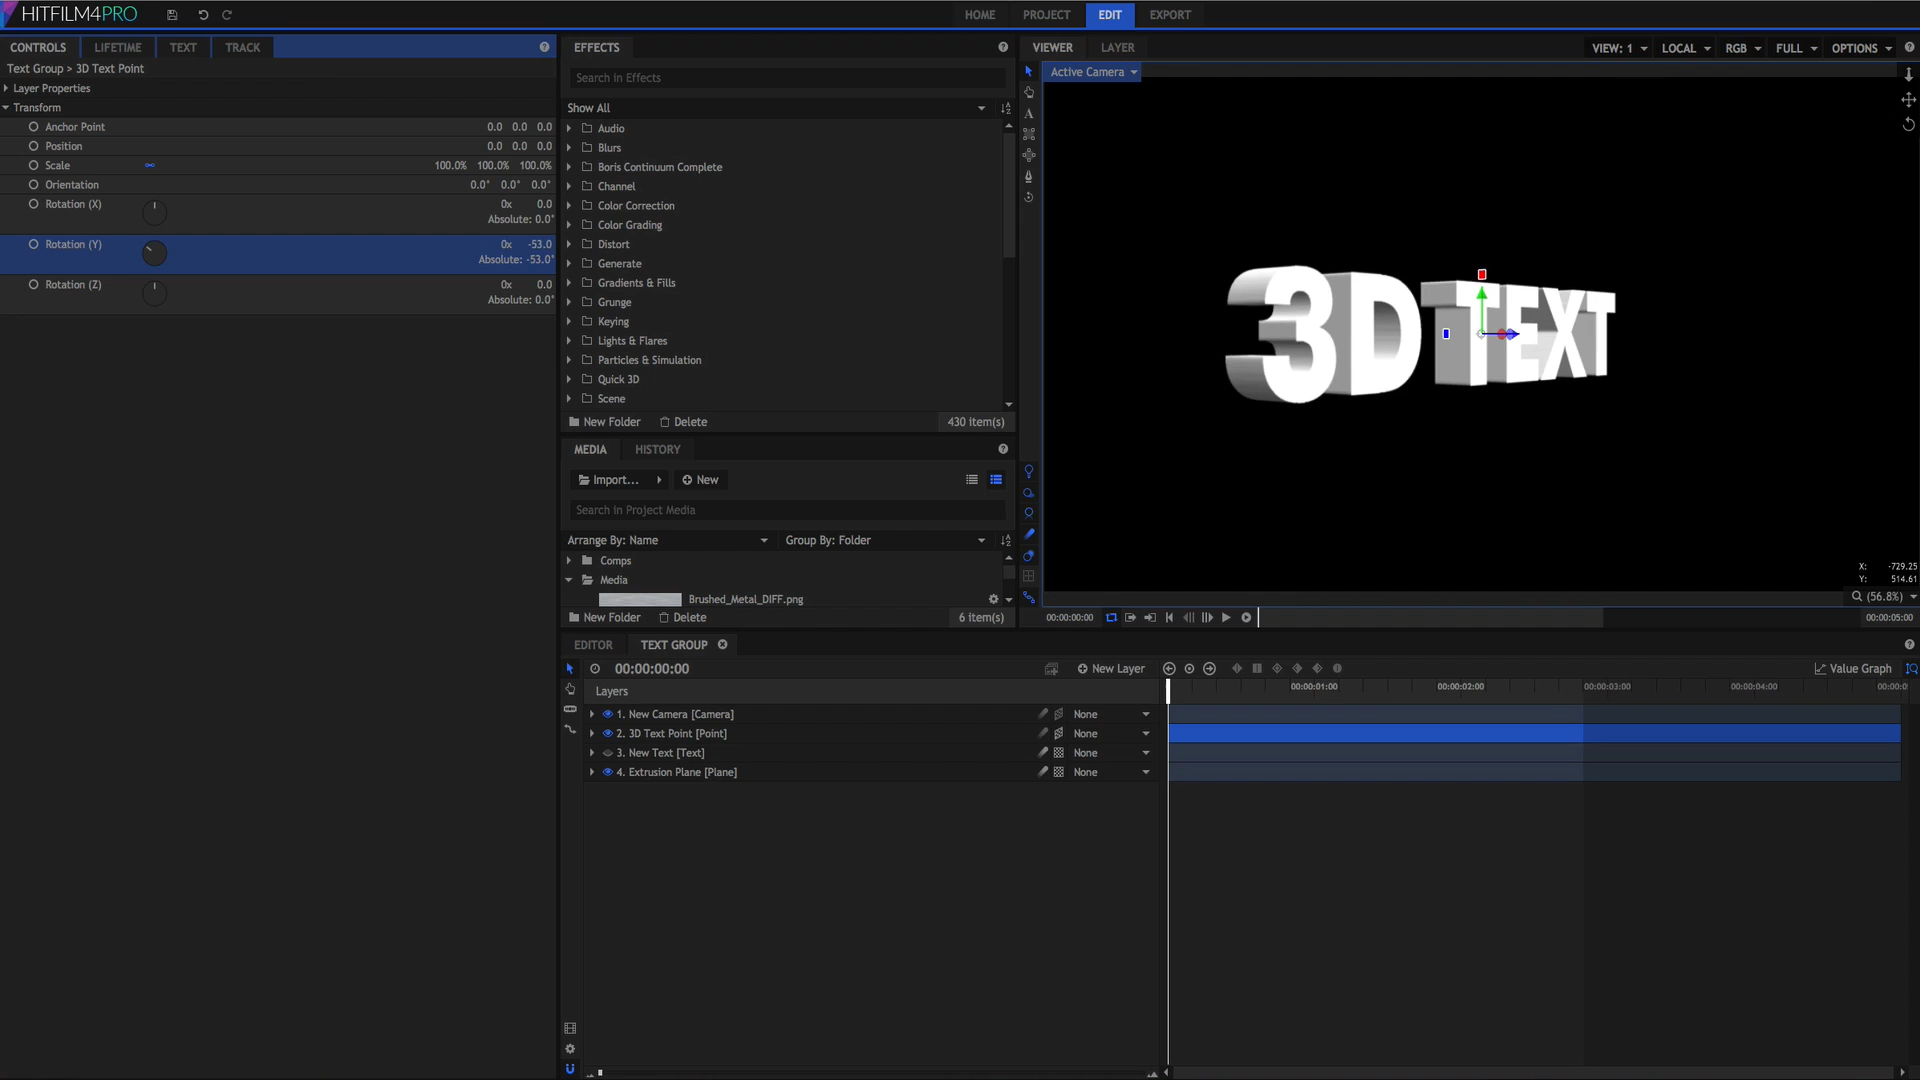 HITFILM4PRO
HOME PROJECT EDIT EXPORT
CONTROLS LIFETIME TEXT TRACK
Text Group > 3D Text Point
Layer Properties
Transform
Anchor Point 0.0 0.0 0.0
Position 0.0 0.0 0.0
Scale 100.0% 100.0% 100.0%
Orientation 0.0° 0.0° 0.0°
Rotation (X) 0x 0.0
Absolute: 0.0°
Rotation (Y) 0x -53.0
Absolute: -53.0°
Rotation (Z) 0x 0.0
Absolute: 0.0°
EFFECTS
Search in Effects
Show All
Audio
Blurs
Boris Continuum Complete
Channel
Color Correction
Color Grading
Distort
Generate
Gradients & Fills
Grunge
Keying
Lights & Flares
Particles & Simulation
Quick 3D
Scene
New Folder Delete 430 item(s)
MEDIA HISTORY
Import... New
Search in Project Media
Arrange By: Name Group By: Folder
Comps
Media
Brushed_Metal_DIFF.png
New Folder Delete 6 item(s)
VIEWER LAYER VIEW: 1 LOCAL RGB FULL OPTIONS
Active Camera
3D TEXT
X: -729.25
Y: 514.61
(56.8%)
00:00:00:00 00:00:05:00
EDITOR TEXT GROUP
00:00:00:00 New Layer Value Graph
Layers 00:00:01:00 00:00:02:00 00:00:03:00 00:00:04:00 00:00:0
1. New Camera [Camera] None
2. 3D Text Point [Point] None
3. New Text [Text] None
4. Extrusion Plane [Plane] None